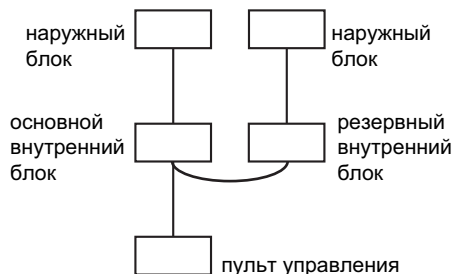 наружный
блок
наружный
блок
основной
внутренний
блок
резервный
внутренний
блок
пульт управления